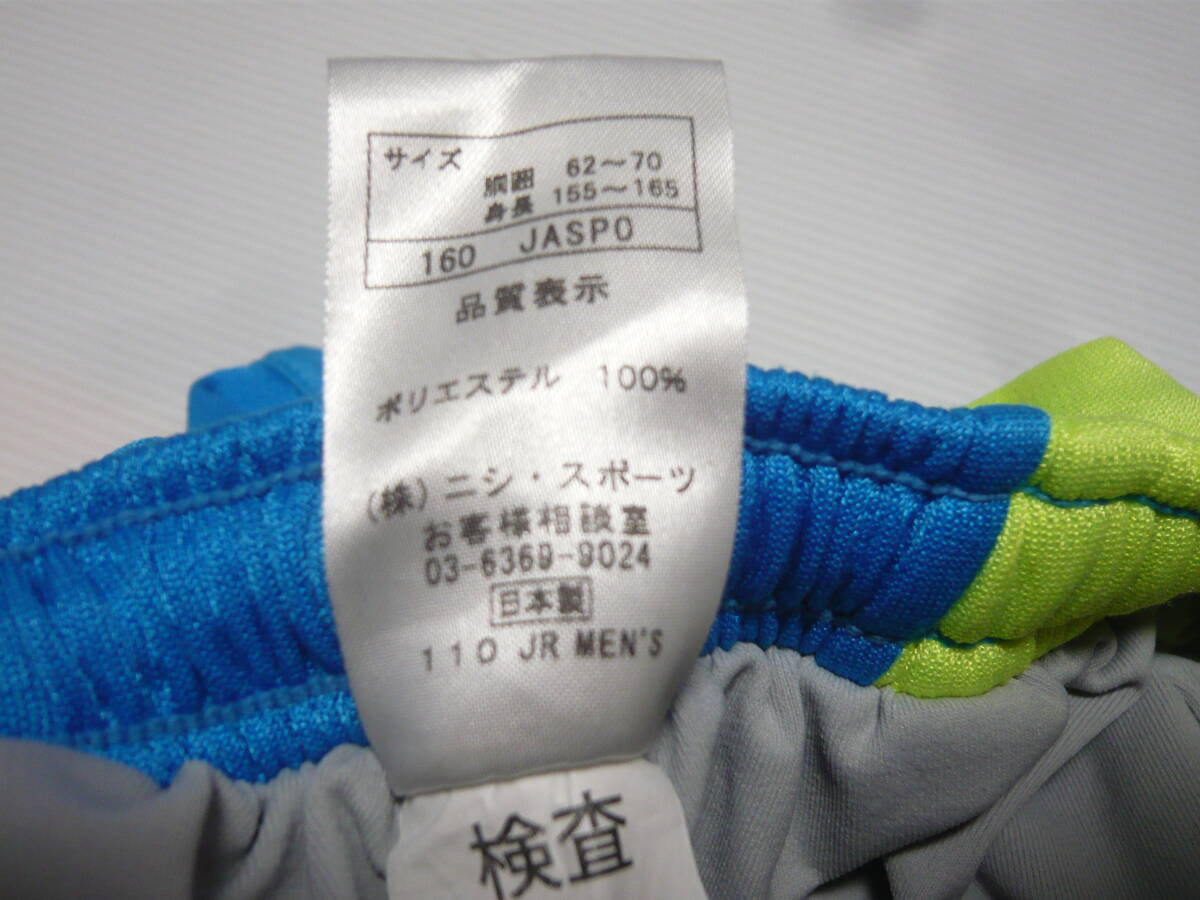 サイズ
胴囲 62～70
身長 155～165
160 JASPO
品質表示
ポリエステル 100%
(株)ニシ・スポーツ
お客様相談室
03-6369-9024
日本製
110 JR MEN'S
検査